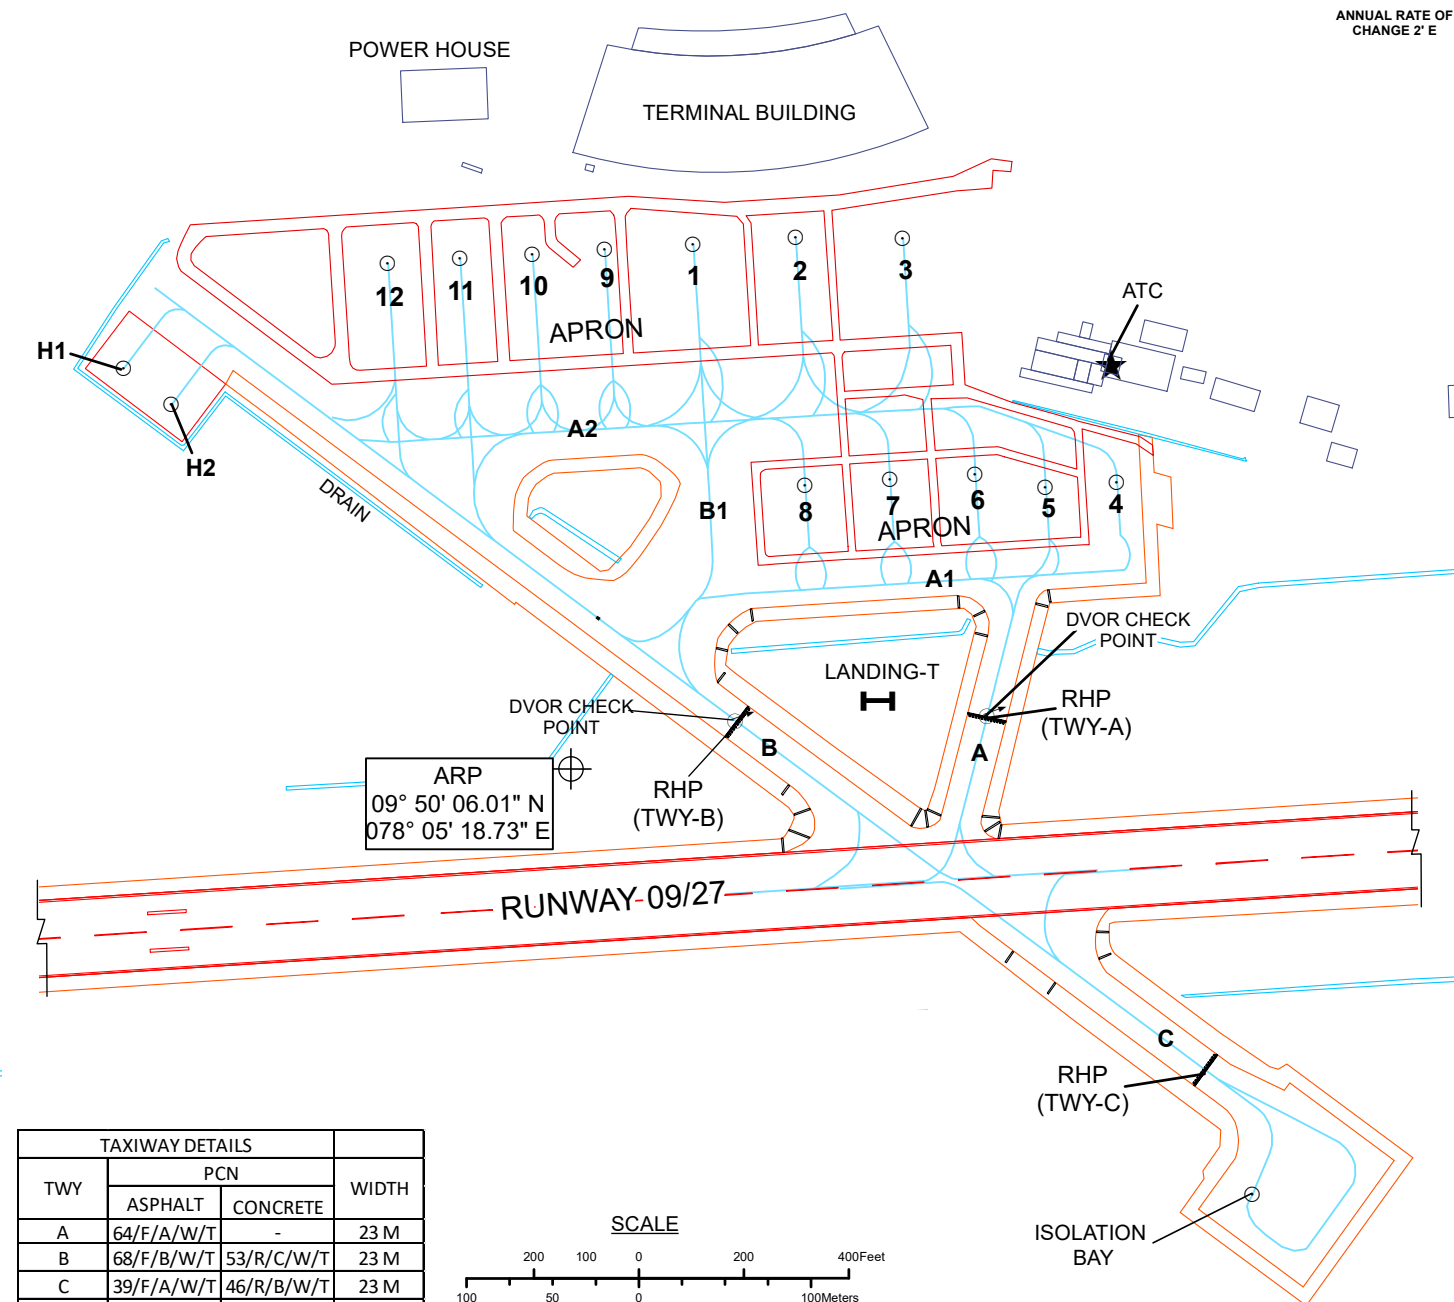 ANNUAL RATE OF
CHANGE 2' E
POWER HOUSE
TERMINAL BUILDING
ATC
12
11
10
9
1
2
3
APRON
H1
H2
A2
DRAIN
B1
8
7
6
5
4
APRON
A1
DVOR CHECK
POINT
LANDING-T
RHP
(TWY-A)
DVOR CHECK
POINT
B
A
RHP
(TWY-B)
ARP
09° 50' 06.01" N
078° 05' 18.73" E
RUNWAY 09/27
C
RHP
(TWY-C)
ISOLATION
BAY
TAXIWAY DETAILS
TWY PCN WIDTH
ASPHALT CONCRETE
A 64/F/A/W/T - 23 M
B 68/F/B/W/T 53/R/C/W/T 23 M
C 39/F/A/W/T 46/R/B/W/T 23 M
SCALE
200 100 0 200 400Feet
100 50 0 100Meters